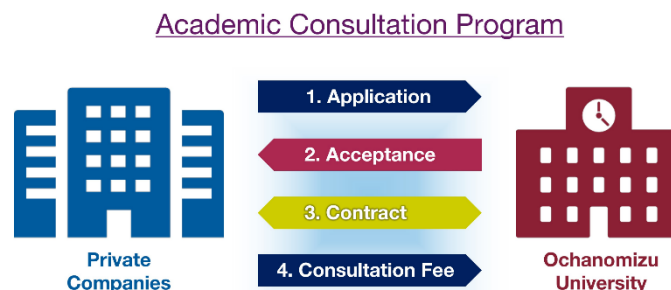 Academic Consultation Program
1. Application
2. Acceptance
3. Contract
4. Consultation Fee
Private
Companies
Ochanomizu
University